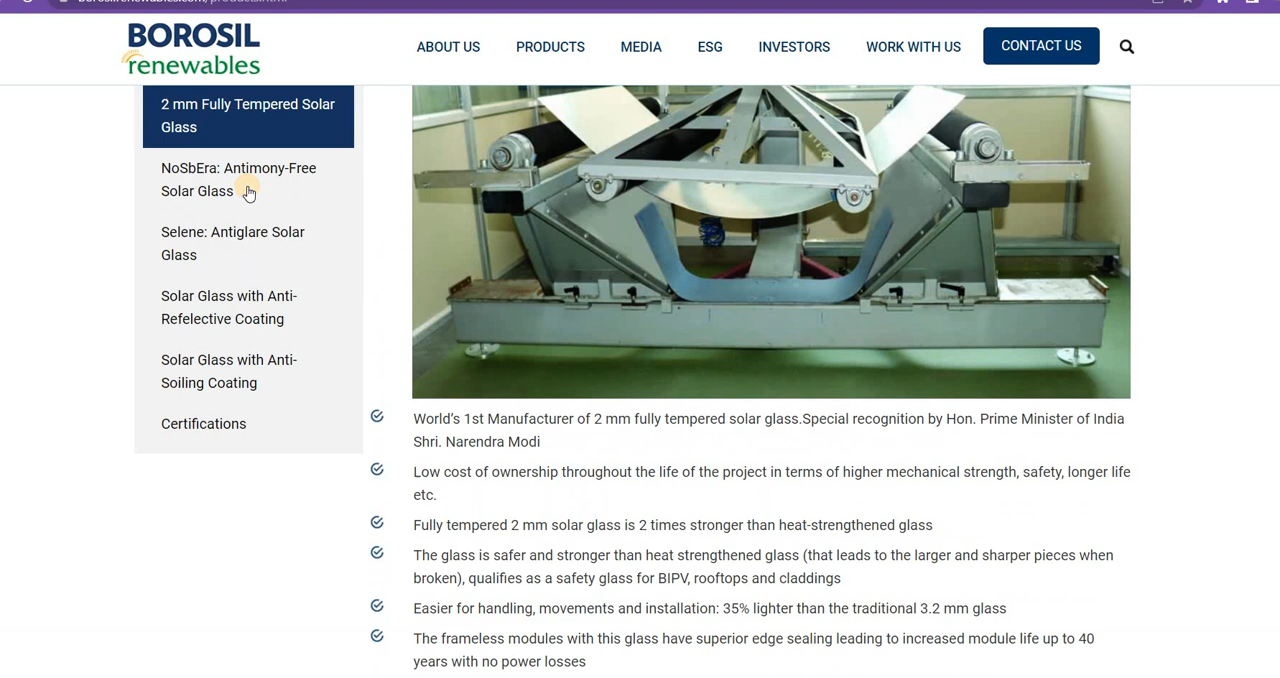 BOROSIL
renewables
ABOUT US
PRODUCTS
MEDIA
ESG
INVESTORS
WORK WITH US
CONTACT US
2 mm Fully Tempered Solar
Glass
NoSbEra: Antimony-Free
Solar Glass
Selene: Antiglare Solar
Glass
Solar Glass with Anti-
Refelective Coating
Solar Glass with Anti-
Soiling Coating
Certifications
World’s 1st Manufacturer of 2 mm fully tempered solar glass.Special recognition by Hon. Prime Minister of India
Shri. Narendra Modi
Low cost of ownership throughout the life of the project in terms of higher mechanical strength, safety, longer life
etc.
Fully tempered 2 mm solar glass is 2 times stronger than heat-strengthened glass
The glass is safer and stronger than heat strengthened glass (that leads to the larger and sharper pieces when
broken), qualifies as a safety glass for BIPV, rooftops and claddings
Easier for handling, movements and installation: 35% lighter than the traditional 3.2 mm glass
The frameless modules with this glass have superior edge sealing leading to increased module life up to 40
years with no power losses